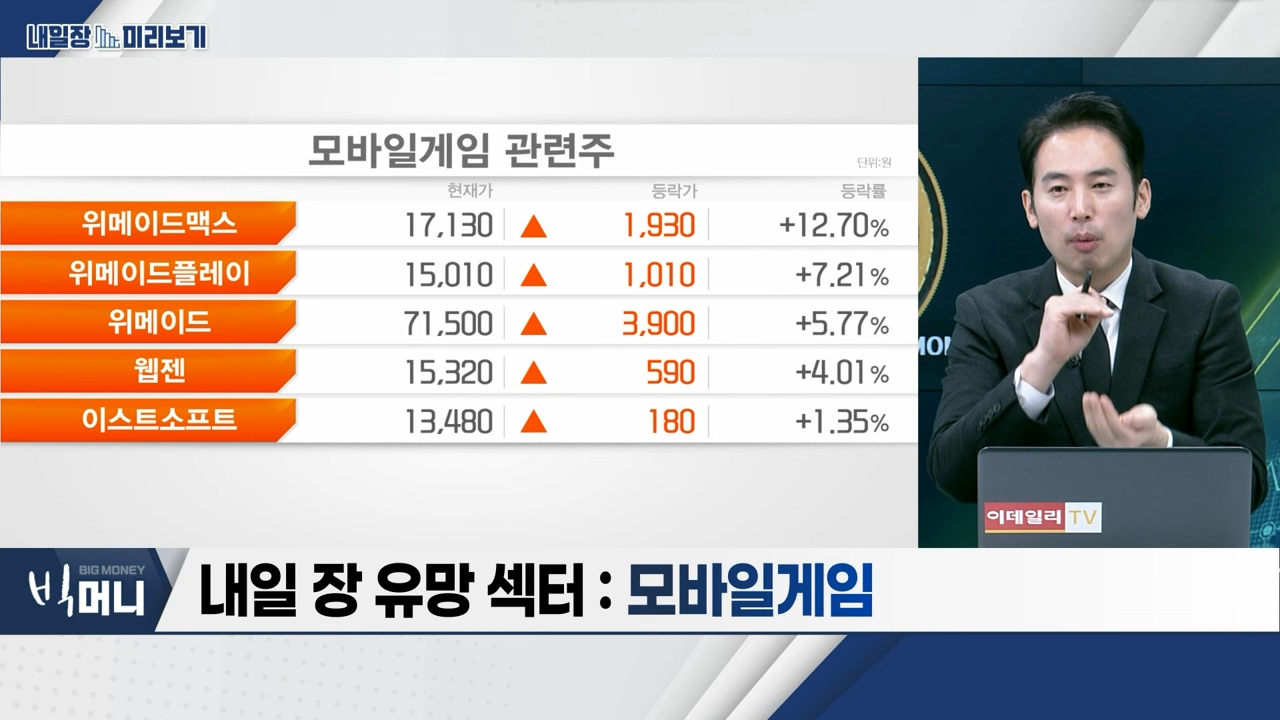 내일장 미리보기
모바일게임 관련주
단위:원
현재가 등락가 등락률
위메이드맥스 17,130 ▲ 1,930 +12.70%
위메이드플레이 15,010 ▲ 1,010 +7.21%
위메이드 71,500 ▲ 3,900 +5.77%
웹젠 15,320 ▲ 590 +4.01%
이스트소프트 13,480 ▲ 180 +1.35%
이데일리 TV
BIG MONEY
빅머니
내일 장 유망 섹터 : 모바일게임